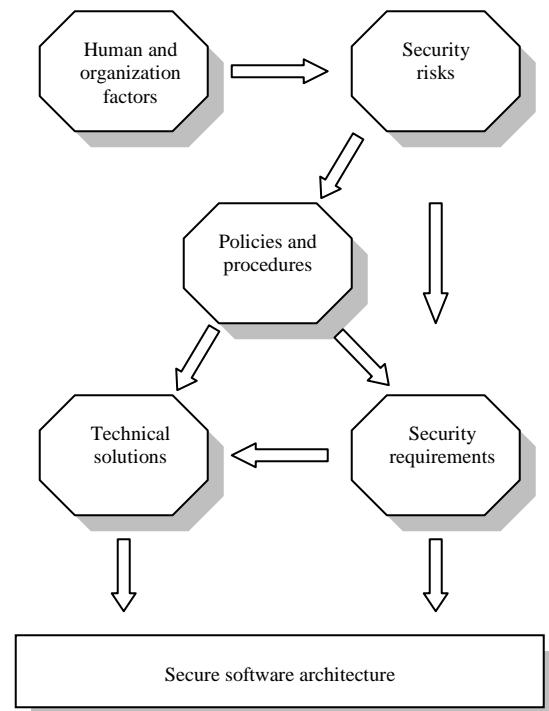 Human and
organization
factors
Security
risks
Policies and
procedures
Technical
solutions
Security
requirements
Secure software architecture